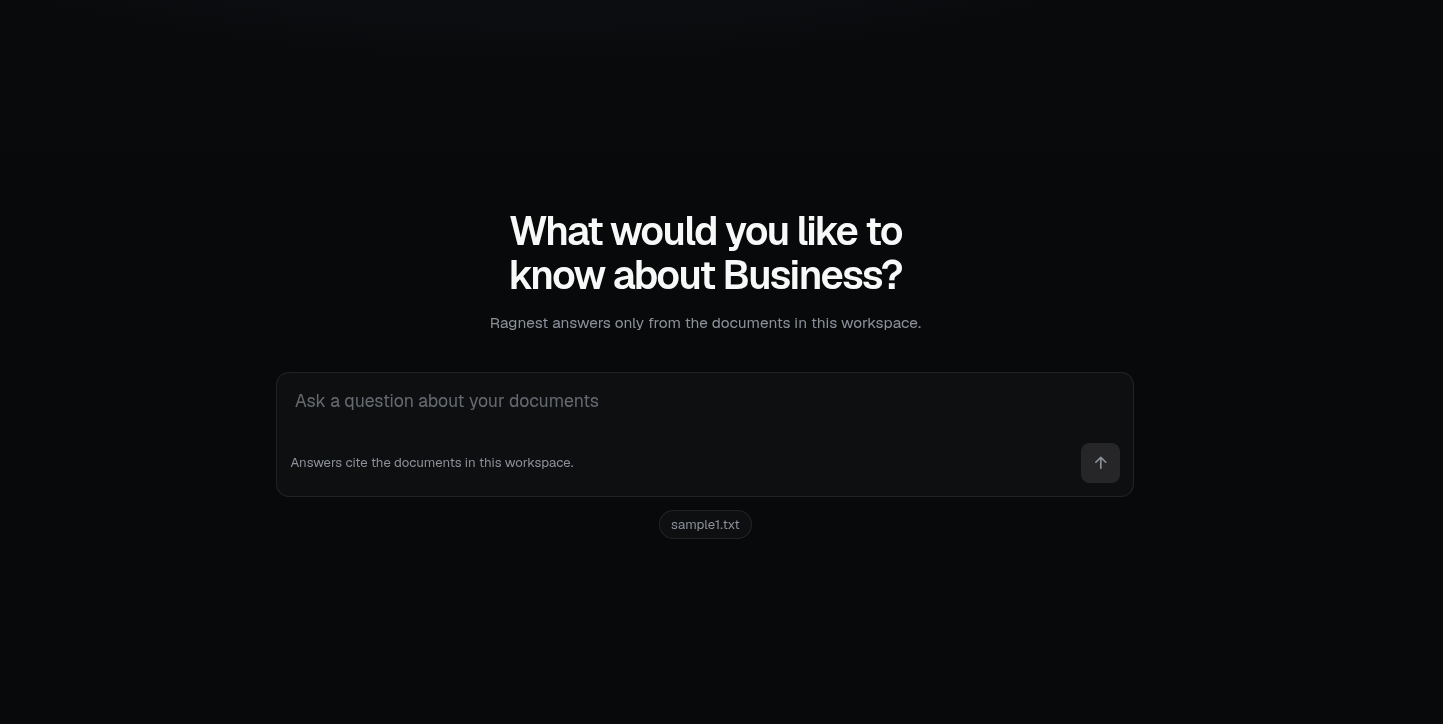 What would you like to
know about Business?
Ragnest answers only from the documents in this workspace.
Ask a question about your documents
Answers cite the documents in this workspace.
sample1.txt